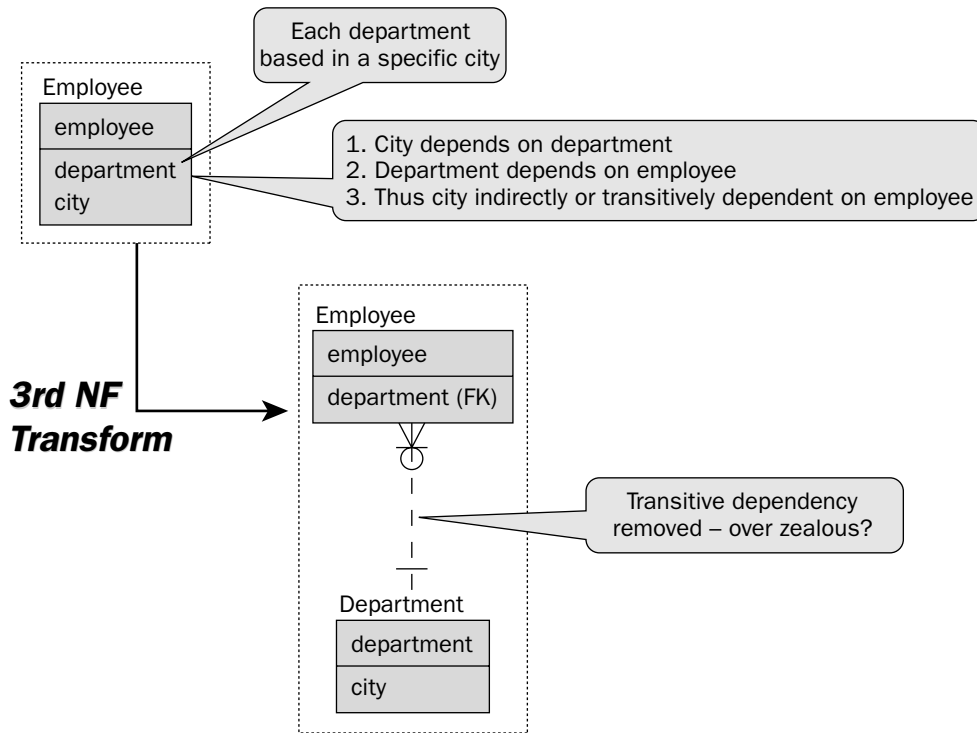 Each department
based in a specific city
Employee
employee
department
city
1. City depends on department
2. Department depends on employee
3. Thus city indirectly or transitively dependent on employee
3rd NF
Transform
Employee
employee
department (FK)
Transitive dependency
removed – over zealous?
Department
department
city